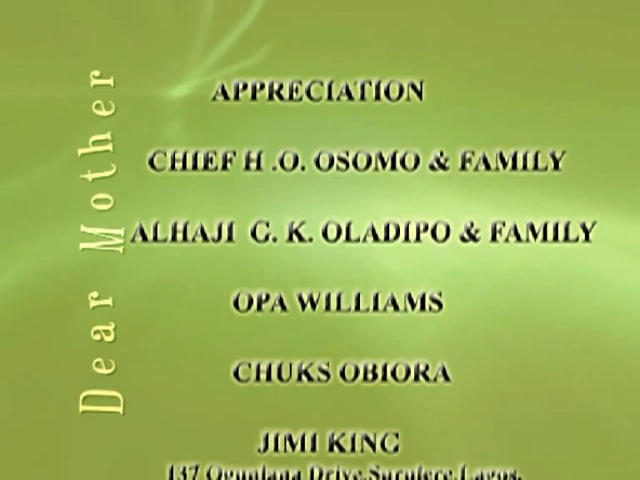 Dear Mother
APPRECIATION
CHIEF H .O. OSOMO & FAMILY
ALHAJI G. K. OLADIPO & FAMILY
OPA WILLIAMS
CHUKS OBIORA
JIMI KING
137 Ogunlana Drive,Surulere,Lagos.